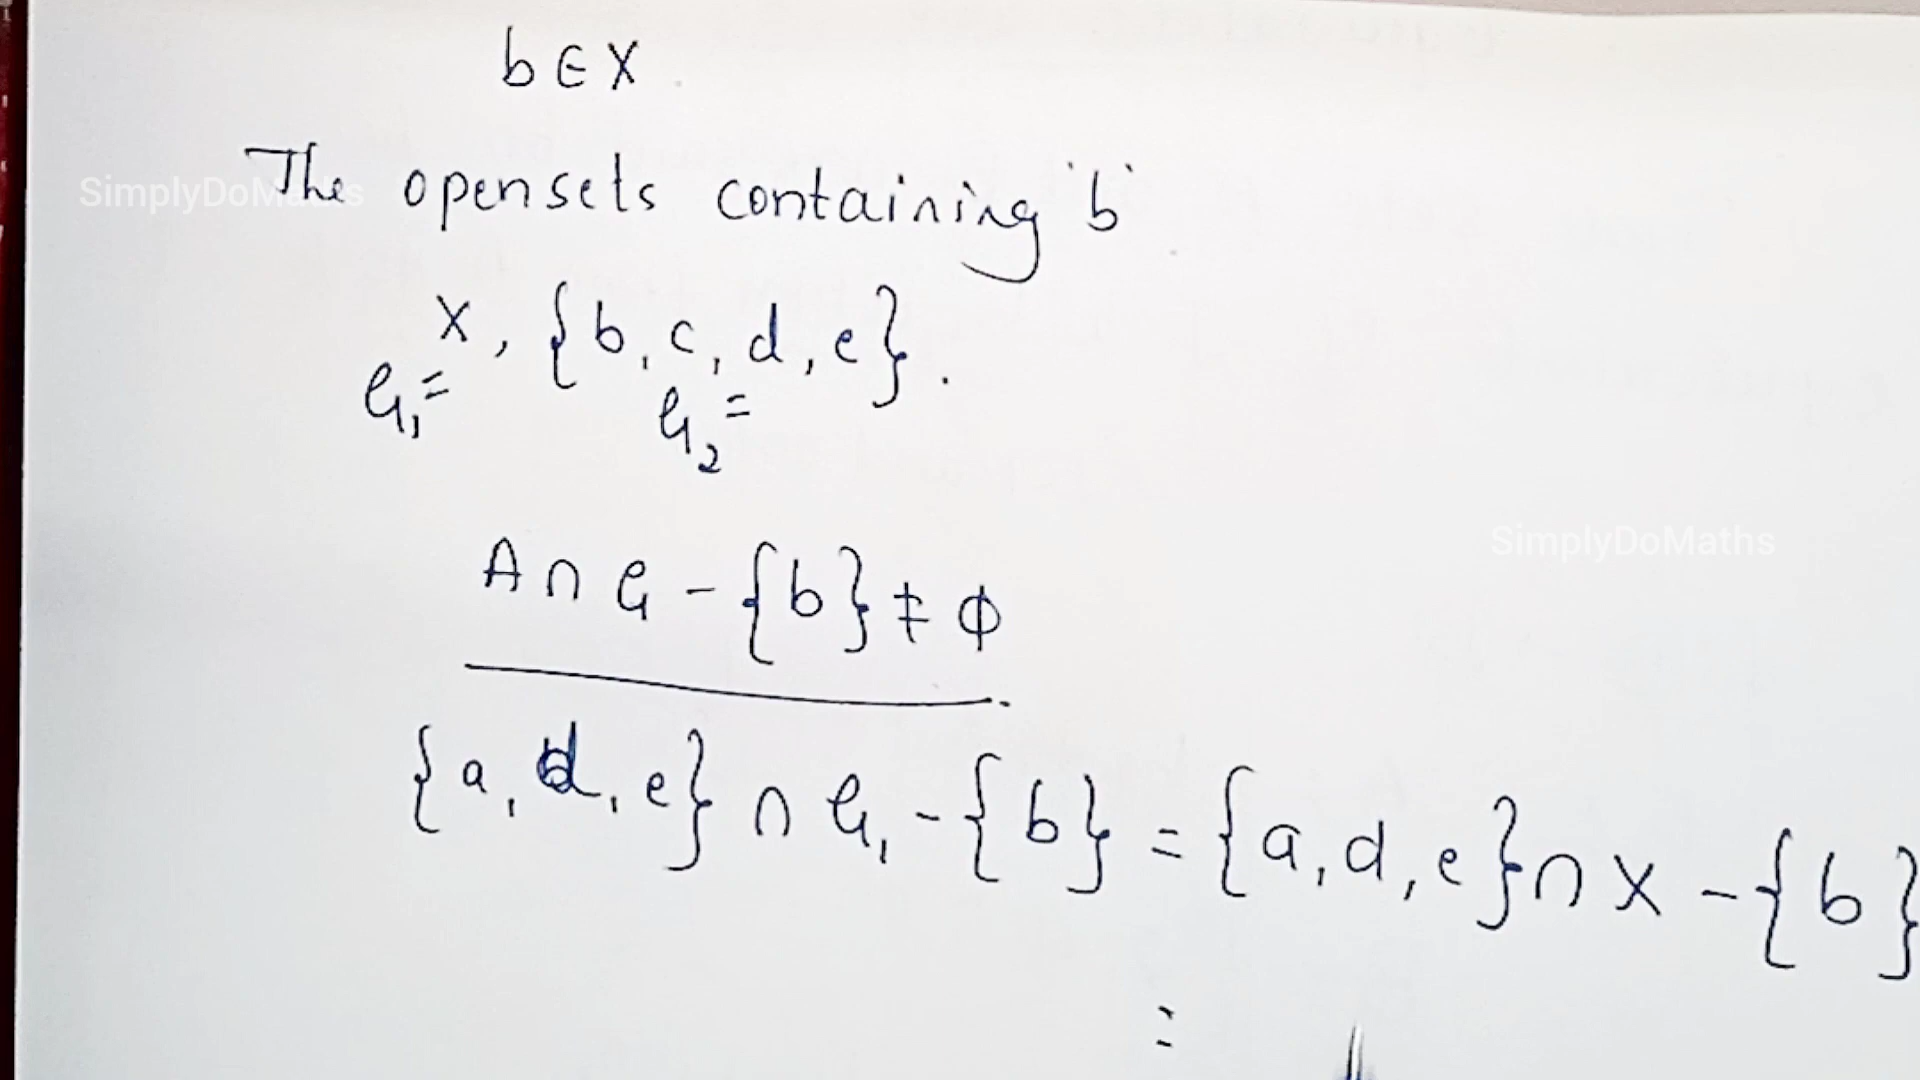 b ∈ X
The opensets containing 'b'
SimplyDoMaths
X, {b, c, d, e}.
G₁= G₂=
SimplyDoMaths
A ∩ G - {b} ≠ ϕ
{a, d, e} ∩ G₁ - {b} = {a, d, e} ∩ X - {b}
=